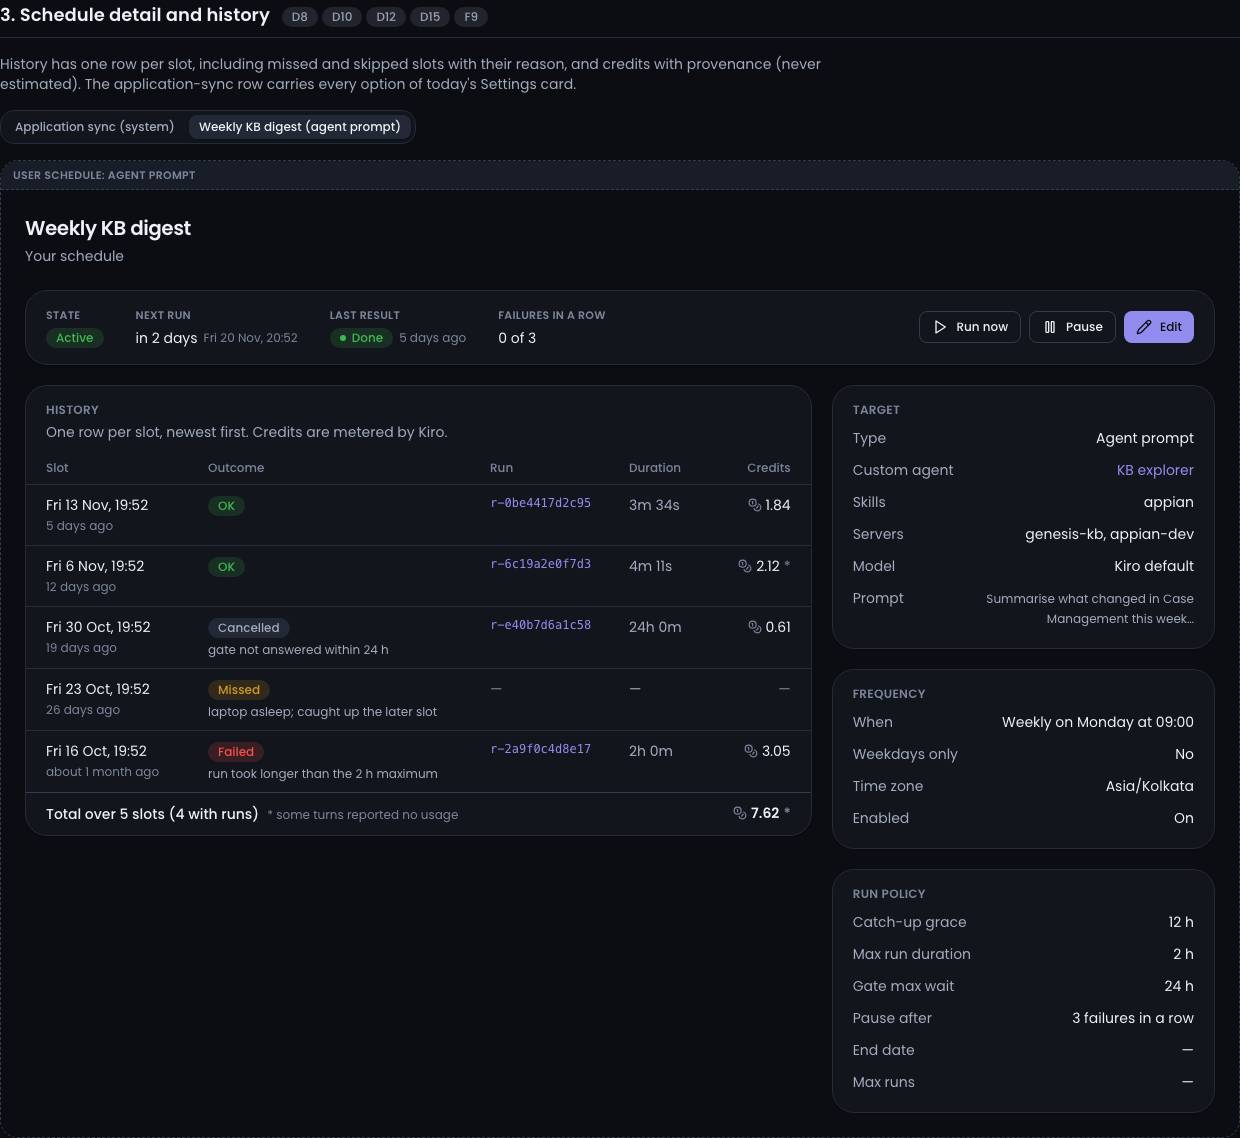 3. Schedule detail and history D8 D10 D12 D15 F9
History has one row per slot, including missed and skipped slots with their reason, and credits with provenance (never
estimated). The application-sync row carries every option of today's Settings card.
Application sync (system) Weekly KB digest (agent prompt)
USER SCHEDULE: AGENT PROMPT
Weekly KB digest
Your schedule
STATE NEXT RUN LAST RESULT FAILURES IN A ROW
Active in 2 days Fri 20 Nov, 20:52 Done 5 days ago 0 of 3
Run now Pause Edit
HISTORY
One row per slot, newest first. Credits are metered by Kiro.
Slot Outcome Run Duration Credits
Fri 13 Nov, 19:52 OK r-0be4417d2c95 3m 34s 1.84
5 days ago
Fri 6 Nov, 19:52 OK r-6c19a2e0f7d3 4m 11s 2.12 *
12 days ago
Fri 30 Oct, 19:52 Cancelled r-e40b7d6a1c58 24h 0m 0.61
19 days ago gate not answered within 24 h
Fri 23 Oct, 19:52 Missed — — —
26 days ago laptop asleep; caught up the later slot
Fri 16 Oct, 19:52 Failed r-2a9f0c4d8e17 2h 0m 3.05
about 1 month ago run took longer than the 2 h maximum
Total over 5 slots (4 with runs) * some turns reported no usage 7.62 *
TARGET
Type Agent prompt
Custom agent KB explorer
Skills appian
Servers genesis-kb, appian-dev
Model Kiro default
Prompt Summarise what changed in Case
Management this week…
FREQUENCY
When Weekly on Monday at 09:00
Weekdays only No
Time zone Asia/Kolkata
Enabled On
RUN POLICY
Catch-up grace 12 h
Max run duration 2 h
Gate max wait 24 h
Pause after 3 failures in a row
End date —
Max runs —